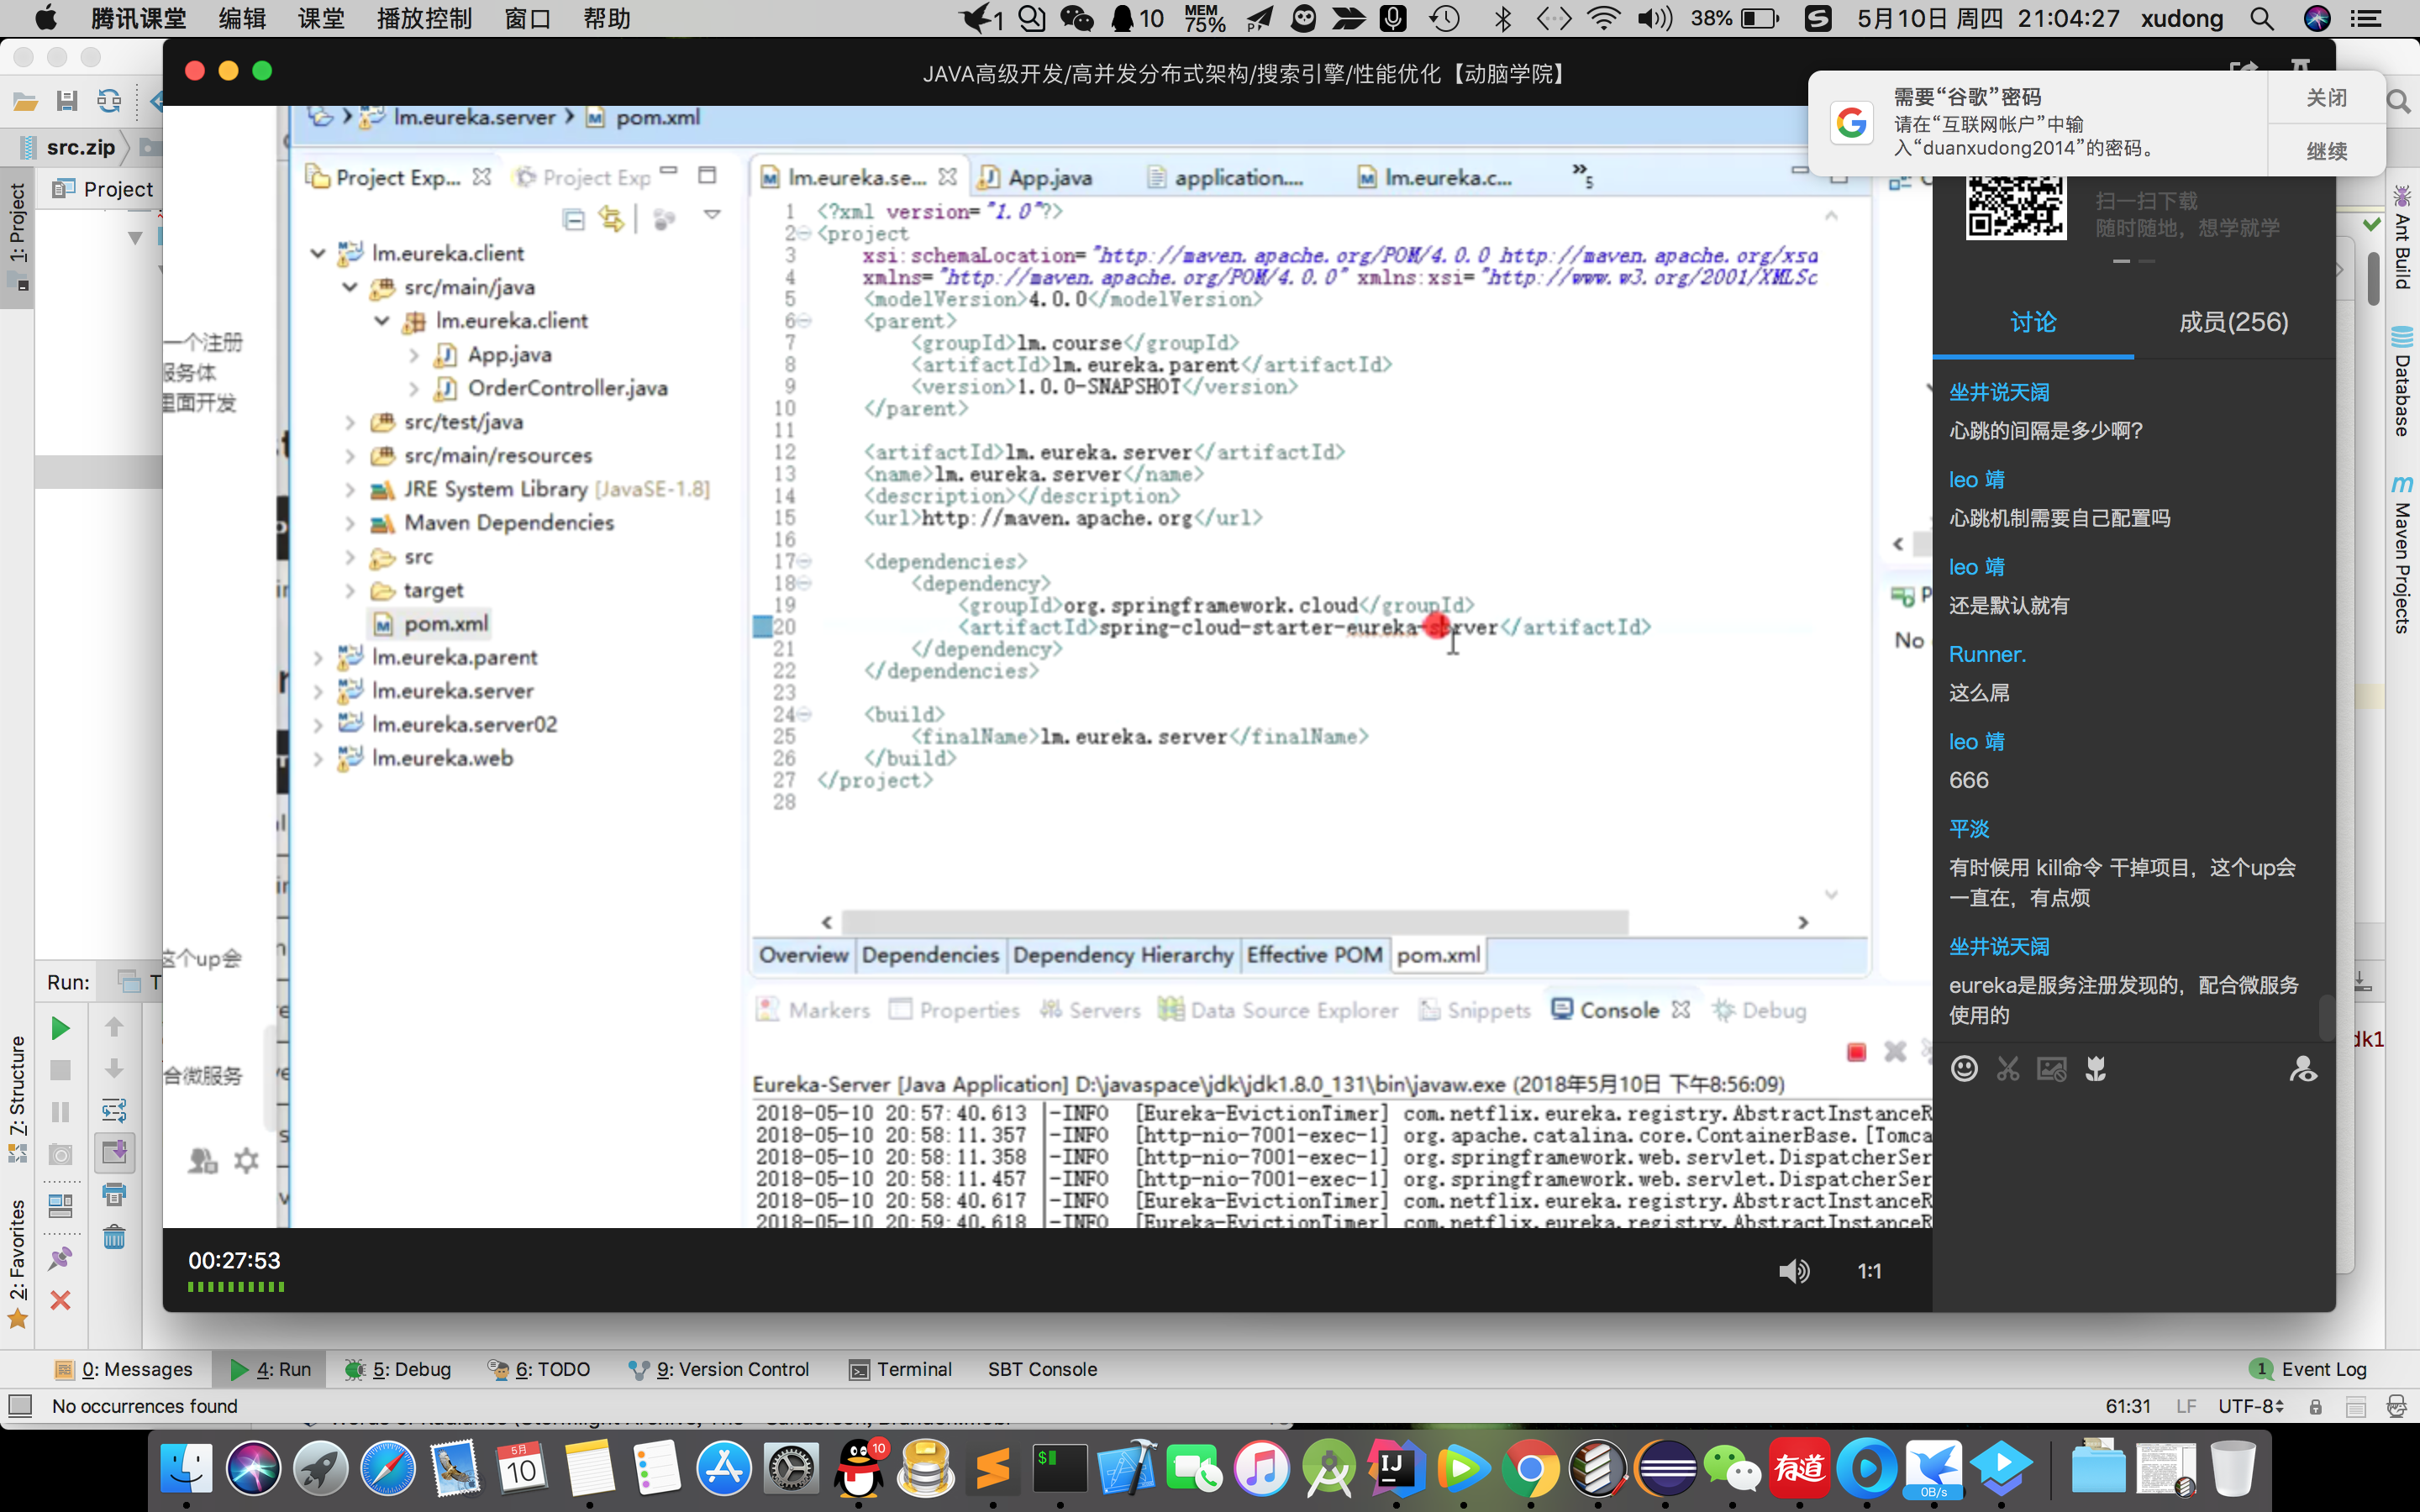 腾讯课堂 编辑 课堂 播放控制 窗口 帮助
1 10 MEM 75% 38% 5月10日 周四 21:04:27 xudong
JAVA高级开发/高并发分布式架构/搜索引擎/性能优化【动脑学院】
需要“谷歌”密码
请在“互联网帐户”中输
入“duanxudong2014”的密码。
关闭
继续
src.zip
Project
1: Project
7: Structure
2: Favorites
一个注册
服务体
里面开发
这个up会
合微服务
Run:
lm.eureka.server > pom.xml
Project Exp... Project Exp
lm.eureka.client
src/main/java
lm.eureka.client
App.java
OrderController.java
src/test/java
src/main/resources
JRE System Library [JavaSE-1.8]
Maven Dependencies
src
target
pom.xml
lm.eureka.parent
lm.eureka.server
lm.eureka.server02
lm.eureka.web
lm.eureka.se... App.java application.... lm.eureka.c... »5
1 <?xml version="1.0"?>
2 <project
3 xsi:schemaLocation="http://maven.apache.org/POM/4.0.0 http://maven.apache.org/xsd
4 xmlns="http://maven.apache.org/POM/4.0.0" xmlns:xsi="http://www.w3.org/2001/XMLSc
5 <modelVersion>4.0.0</modelVersion>
6 <parent>
7 <groupId>lm.course</groupId>
8 <artifactId>lm.eureka.parent</artifactId>
9 <version>1.0.0-SNAPSHOT</version>
10 </parent>
11
12 <artifactId>lm.eureka.server</artifactId>
13 <name>lm.eureka.server</name>
14 <description></description>
15 <url>http://maven.apache.org</url>
16
17 <dependencies>
18 <dependency>
19 <groupId>org.springframework.cloud</groupId>
20 <artifactId>spring-cloud-starter-eureka-server</artifactId>
21 </dependency>
22 </dependencies>
23
24 <build>
25 <finalName>lm.eureka.server</finalName>
26 </build>
27 </project>
28
Overview Dependencies Dependency Hierarchy Effective POM pom.xml
Markers Properties Servers Data Source Explorer Snippets Console Debug
Eureka-Server [Java Application] D:\javaspace\jdk\jdk1.8.0_131\bin\javaw.exe (2018年5月10日 下午8:56:09)
2018-05-10 20:57:40.613 |-INFO [Eureka-EvictionTimer] com.netflix.eureka.registry.AbstractInstanceR
2018-05-10 20:58:11.357 |-INFO [http-nio-7001-exec-1] org.apache.catalina.core.ContainerBase.[Tomca
2018-05-10 20:58:11.358 |-INFO [http-nio-7001-exec-1] org.springframework.web.servlet.DispatcherSer
2018-05-10 20:58:11.457 |-INFO [http-nio-7001-exec-1] org.springframework.web.servlet.DispatcherSer
2018-05-10 20:58:40.617 |-INFO [Eureka-EvictionTimer] com.netflix.eureka.registry.AbstractInstanceR
2018-05-10 20:59:40.618 |-INFO [Eureka-EvictionTimer] com.netflix.eureka.registry.AbstractInstanceR
No
扫一扫下载
随时随地，想学就学
讨论 成员(256)
坐井说天阔
心跳的间隔是多少啊?
leo 靖
心跳机制需要自己配置吗
leo 靖
还是默认就有
Runner.
这么屌
leo 靖
666
平淡
有时候用 kill命令 干掉项目，这个up会
一直在，有点烦
坐井说天阔
eureka是服务注册发现的，配合微服务
使用的
Ant Build
Database
Maven Projects
jdk1
00:27:53
1:1
0: Messages 4: Run 5: Debug 6: TODO 9: Version Control Terminal SBT Console 1 Event Log
No occurrences found 61:31 LF UTF-8
5月 10 10 $ IJ 有道 0B/s